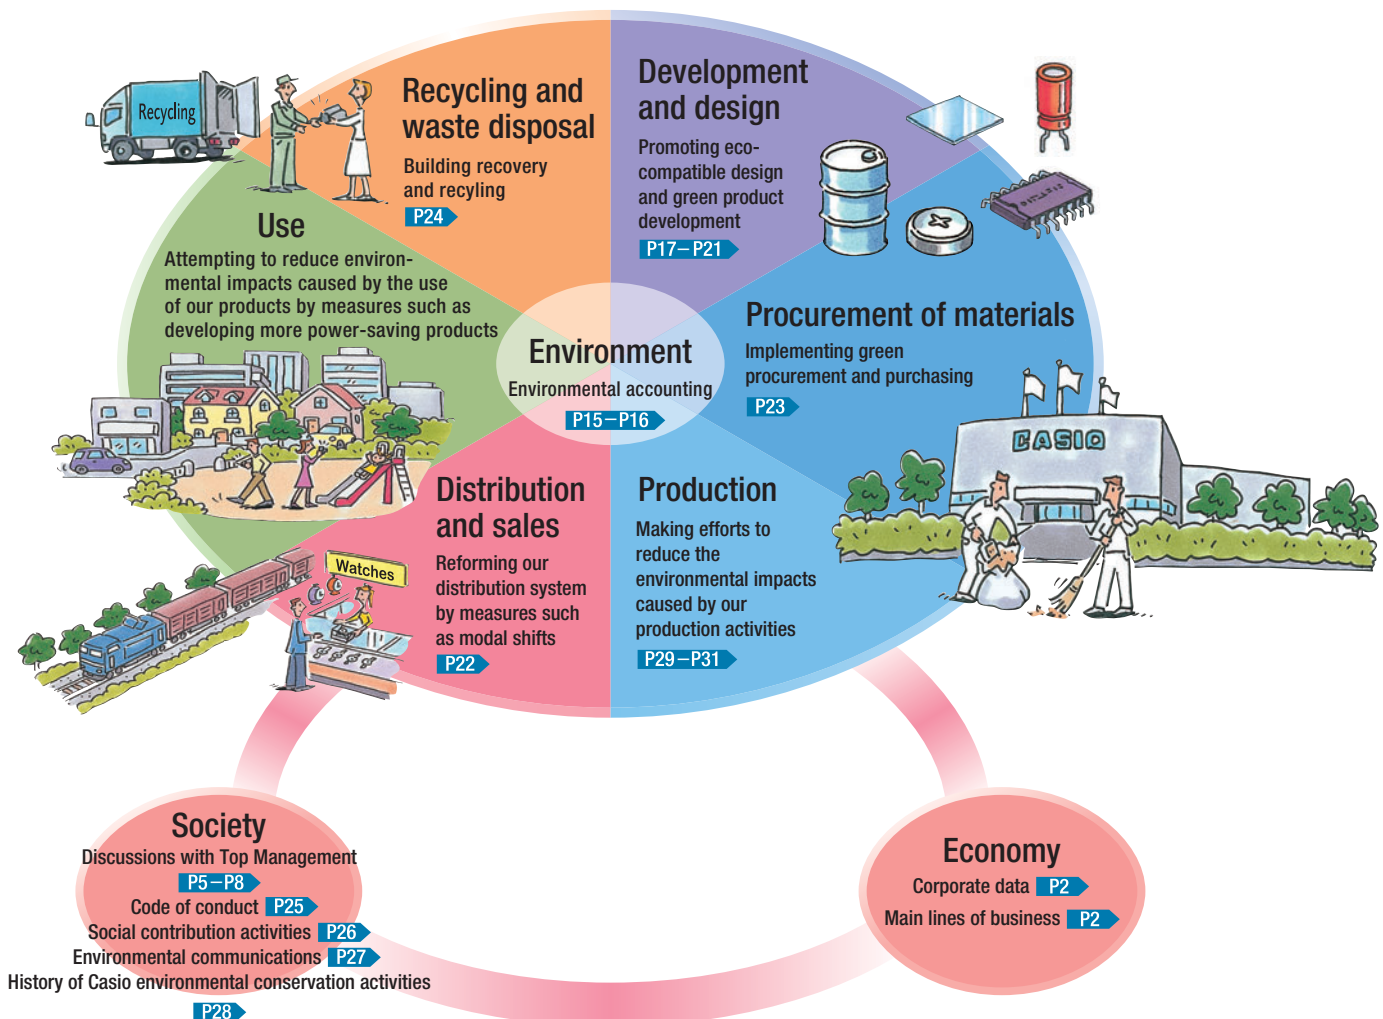 Recycling
Recycling and
waste disposal
Building recovery
and recyling
P24
Development
and design
Promoting eco-
compatible design
and green product
development
P17–P21
Use
Attempting to reduce environ-
mental impacts caused by the use
of our products by measures such as
developing more power-saving products
Procurement of materials
Implementing green
procurement and purchasing
P23
Environment
Environmental accounting
P15–P16
CASIO
Distribution
and sales
Reforming our
distribution system
by measures such
as modal shifts
P22
Watches
Production
Making efforts to
reduce the
environmental impacts
caused by our
production activities
P29–P31
Society
Discussions with Top Management
P5–P8
Code of conduct P25
Social contribution activities P26
Environmental communications P27
History of Casio environmental conservation activities
P28
Economy
Corporate data P2
Main lines of business P2